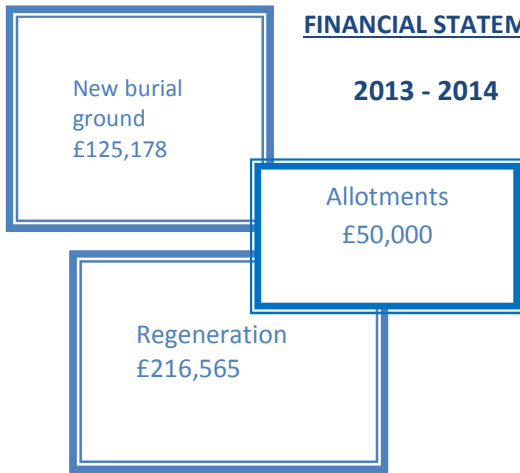 FINANCIAL STATEM
2013 - 2014
New burial
ground
£125,178
Allotments
£50,000
Regeneration
£216,565